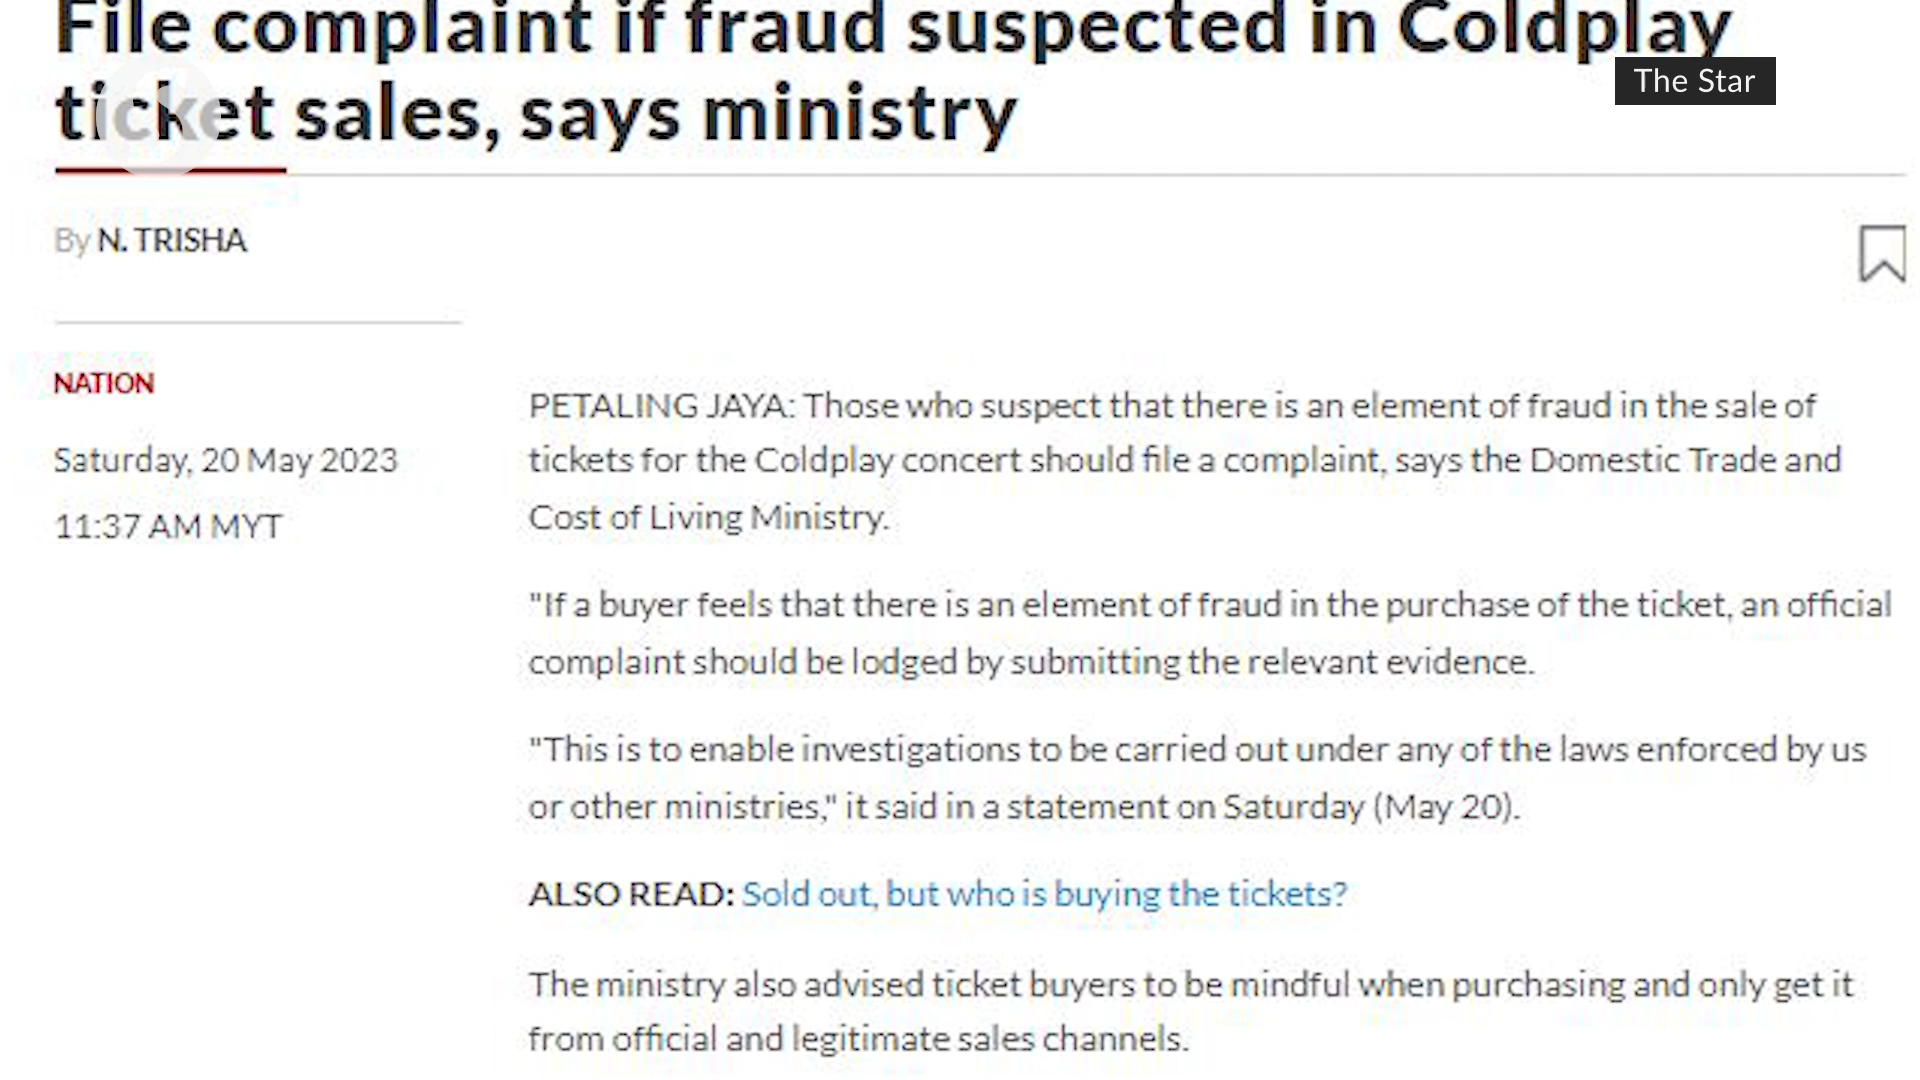 File complaint if fraud suspected in Coldplay
ticket sales, says ministry
The Star
By N. TRISHA
NATION
Saturday, 20 May 2023
11:37 AM MYT
PETALING JAYA: Those who suspect that there is an element of fraud in the sale of
tickets for the Coldplay concert should file a complaint, says the Domestic Trade and
Cost of Living Ministry.
"If a buyer feels that there is an element of fraud in the purchase of the ticket, an official
complaint should be lodged by submitting the relevant evidence.
"This is to enable investigations to be carried out under any of the laws enforced by us
or other ministries," it said in a statement on Saturday (May 20).
ALSO READ: Sold out, but who is buying the tickets?
The ministry also advised ticket buyers to be mindful when purchasing and only get it
from official and legitimate sales channels.